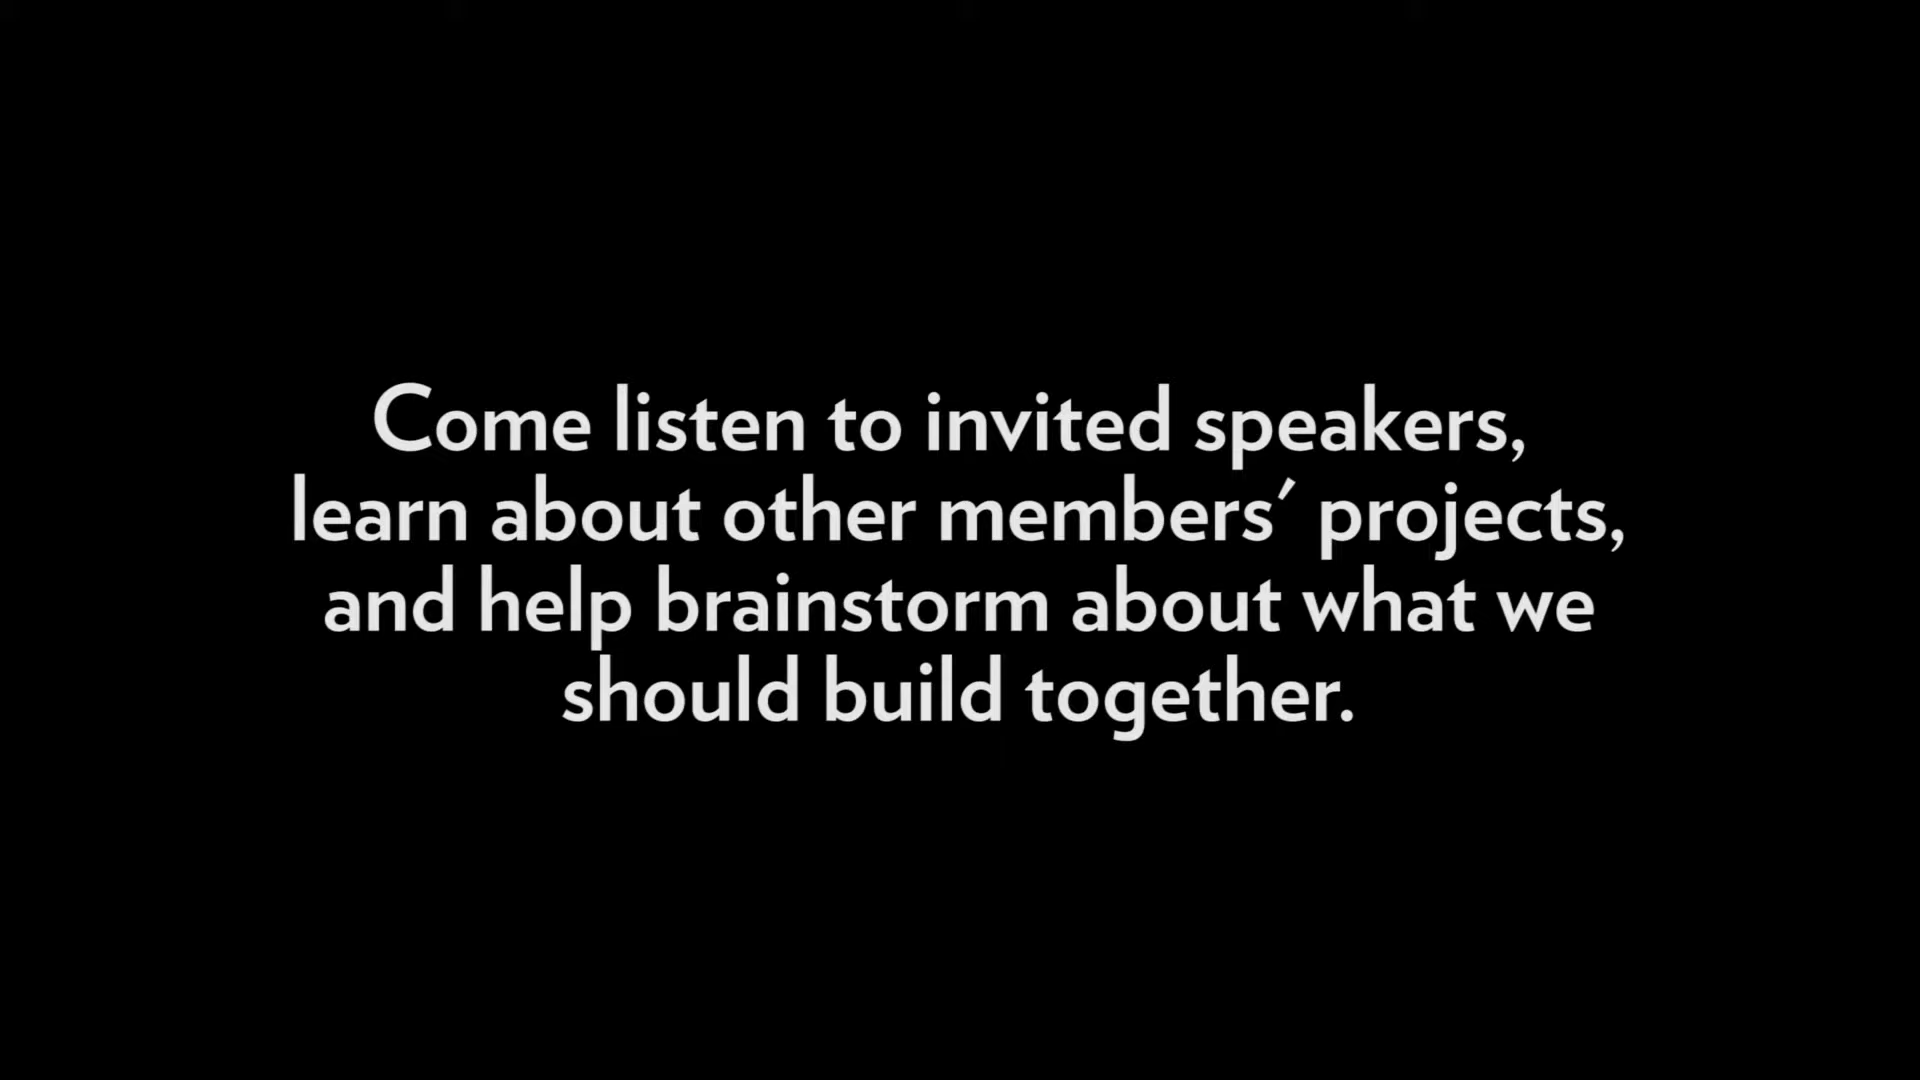 Come listen to invited speakers,
learn about other members′ projects,
and help brainstorm about what we
should build together.